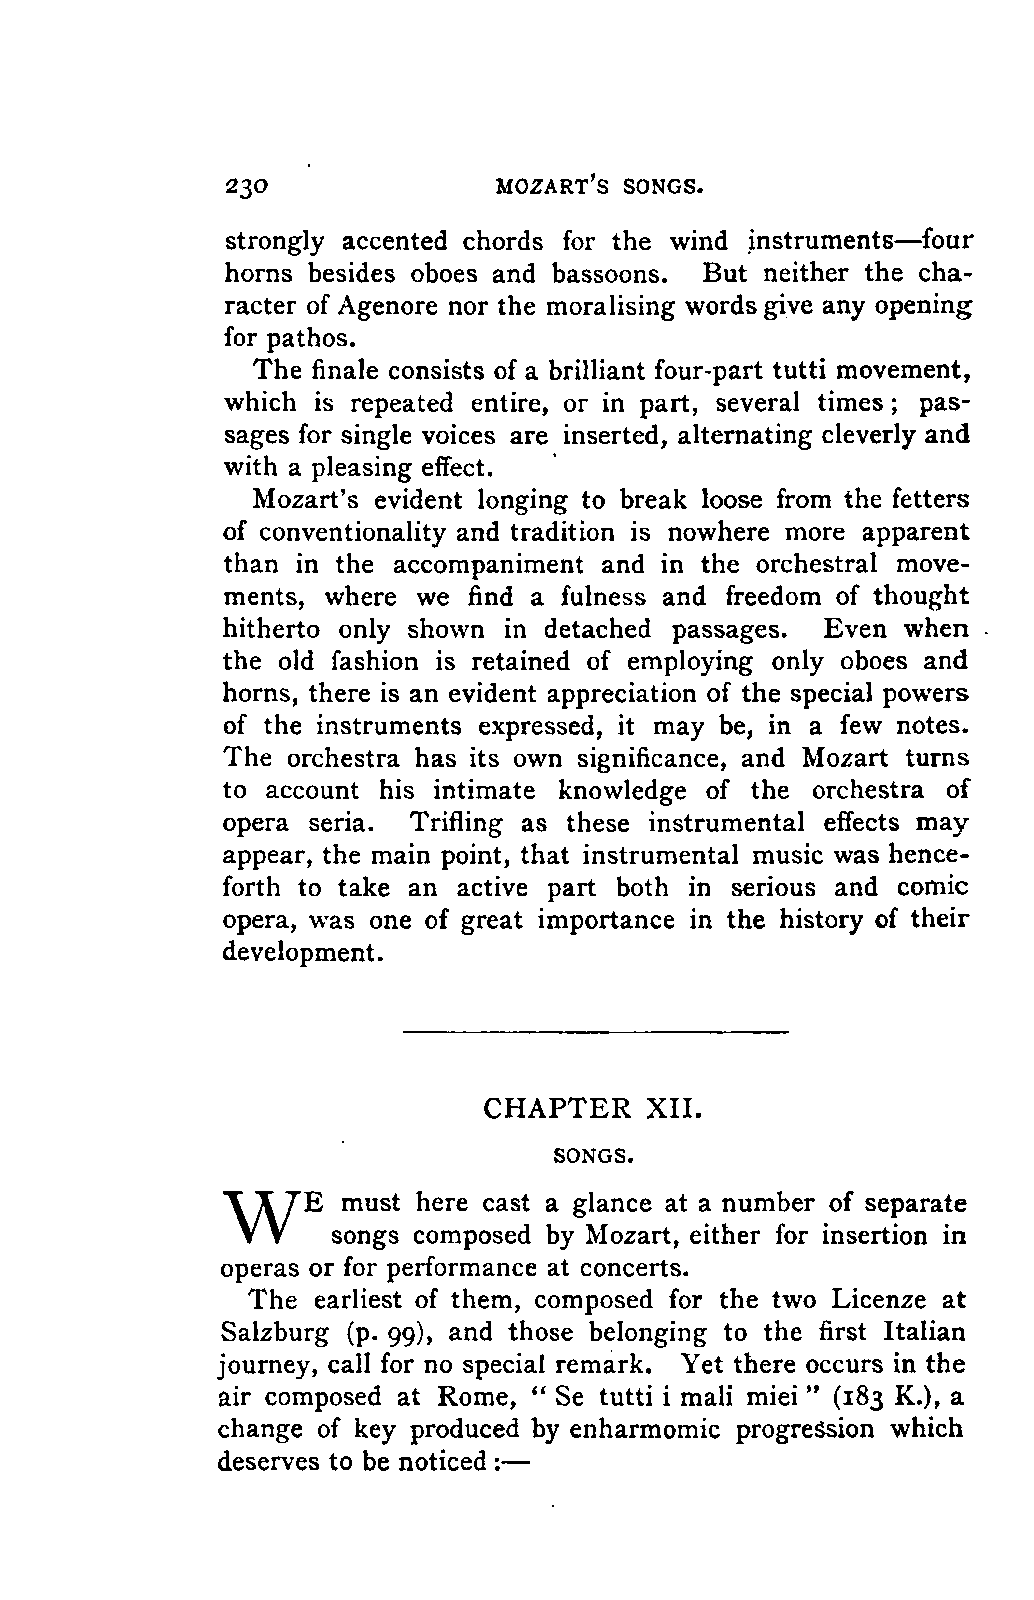 230 MOZART'S SONGS.
strongly accented chords for the wind instruments—four
horns besides oboes and bassoons. But neither the cha-
racter of Agenore nor the moralising words give any opening
for pathos.
The finale consists of a brilliant four-part tutti movement,
which is repeated entire, or in part, several times; pas-
sages for single voices are inserted, alternating cleverly and
with a pleasing effect.
Mozart's evident longing to break loose from the fetters
of conventionality and tradition is nowhere more apparent
than in the accompaniment and in the orchestral move-
ments, where we find a fulness and freedom of thought
hitherto only shown in detached passages. Even when
the old fashion is retained of employing only oboes and
horns, there is an evident appreciation of the special powers
of the instruments expressed, it may be, in a few notes.
The orchestra has its own significance, and Mozart turns
to account his intimate knowledge of the orchestra of
opera seria. Trifling as these instrumental effects may
appear, the main point, that instrumental music was hence-
forth to take an active part both in serious and comic
opera, was one of great importance in the history of their
development.
CHAPTER XII.
SONGS.
WE must here cast a glance at a number of separate
songs composed by Mozart, either for insertion in
operas or for performance at concerts.
The earliest of them, composed for the two Licenze at
Salzburg (p. 99), and those belonging to the first Italian
journey, call for no special remark. Yet there occurs in the
air composed at Rome, "Se tutti i mali miei" (183 K.), a
change of key produced by enharmomic progression which
deserves to be noticed :—